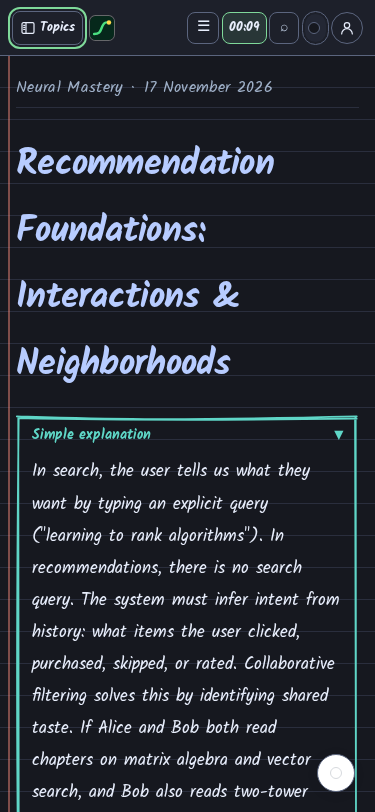 Topics
00:09
Neural Mastery · 17 November 2026
Recommendation
Foundations:
Interactions &
Neighborhoods
Simple explanation
In search, the user tells us what they
want by typing an explicit query
("learning to rank algorithms"). In
recommendations, there is no search
query. The system must infer intent from
history: what items the user clicked,
purchased, skipped, or rated. Collaborative
filtering solves this by identifying shared
taste. If Alice and Bob both read
chapters on matrix algebra and vector
search, and Bob also reads two-tower